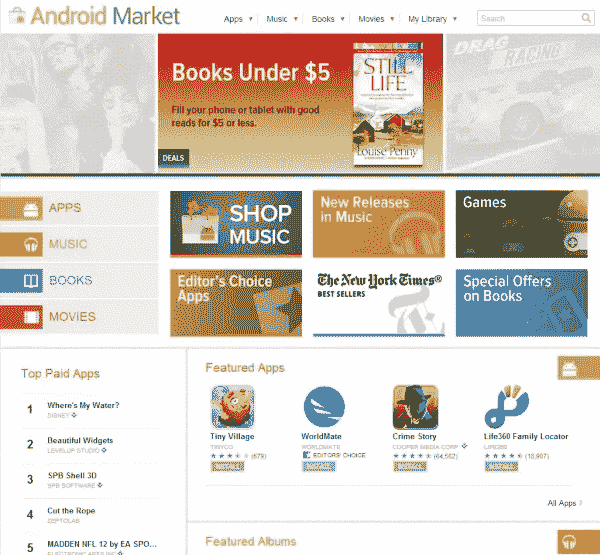 Android Market
Apps Music Books Movies My Library
Search
Books Under $5
Fill your phone or tablet with good
reads for $5 or less.
DEALS
STILL
LIFE
Louise Penny
DRAG
RACING
APPS
MUSIC
BOOKS
MOVIES
SHOP
MUSIC
New Releases
in Music
Games
Editor's Choice
Apps
The New York Times®
BEST SELLERS
Special Offers
on Books
Top Paid Apps
1 Where's My Water?
DISNEY
2 Beautiful Widgets
LEVELUP STUDIO
3 SPB Shell 3D
SPB SOFTWARE
4 Cut the Rope
ZEPTOLAB
5 MADDEN NFL 12 by EA SPO...
ELECTRONIC ARTS INC
Featured Apps
Tiny Village
TINYCO
(679)
WorldMate
WORLDMATE
EDITORS' CHOICE
Crime Story
COOPER MEDIA CORP
Life360 Family Locator
LIFE360
All Apps
Featured Albums